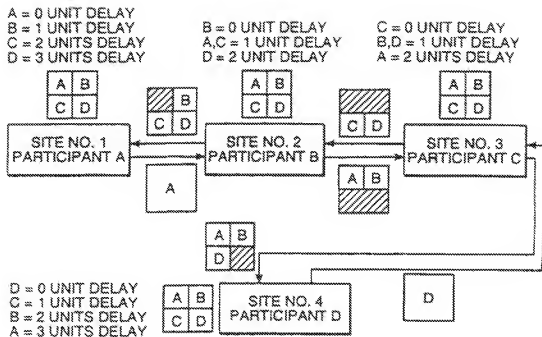 A = 0 UNIT DELAY
B = 1 UNIT DELAY
C = 2 UNITS DELAY
D = 3 UNITS DELAY
B = 0 UNIT DELAY
A,C = 1 UNIT DELAY
D = 2 UNIT DELAY
C = 0 UNIT DELAY
B,D = 1 UNIT DELAY
A = 2 UNITS DELAY
A B
C D
B
C D
A B
C D
C D
A B
C D
SITE NO. 1
PARTICIPANT A
SITE NO. 2
PARTICIPANT B
SITE NO. 3
PARTICIPANT C
A
A B
A B
D
D = 0 UNIT DELAY
C = 1 UNIT DELAY
B = 2 UNITS DELAY
A = 3 UNITS DELAY
A B
C D
SITE NO. 4
PARTICIPANT D
D